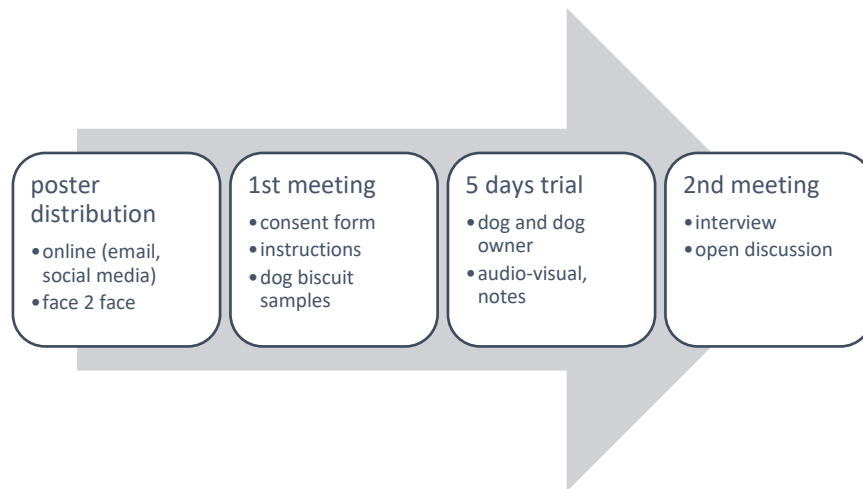 poster
distribution
•online (email,
social media)
•face 2 face
1st meeting
•consent form
•instructions
•dog biscuit
samples
5 days trial
•dog and dog
owner
•audio-visual,
notes
2nd meeting
•interview
•open discussion